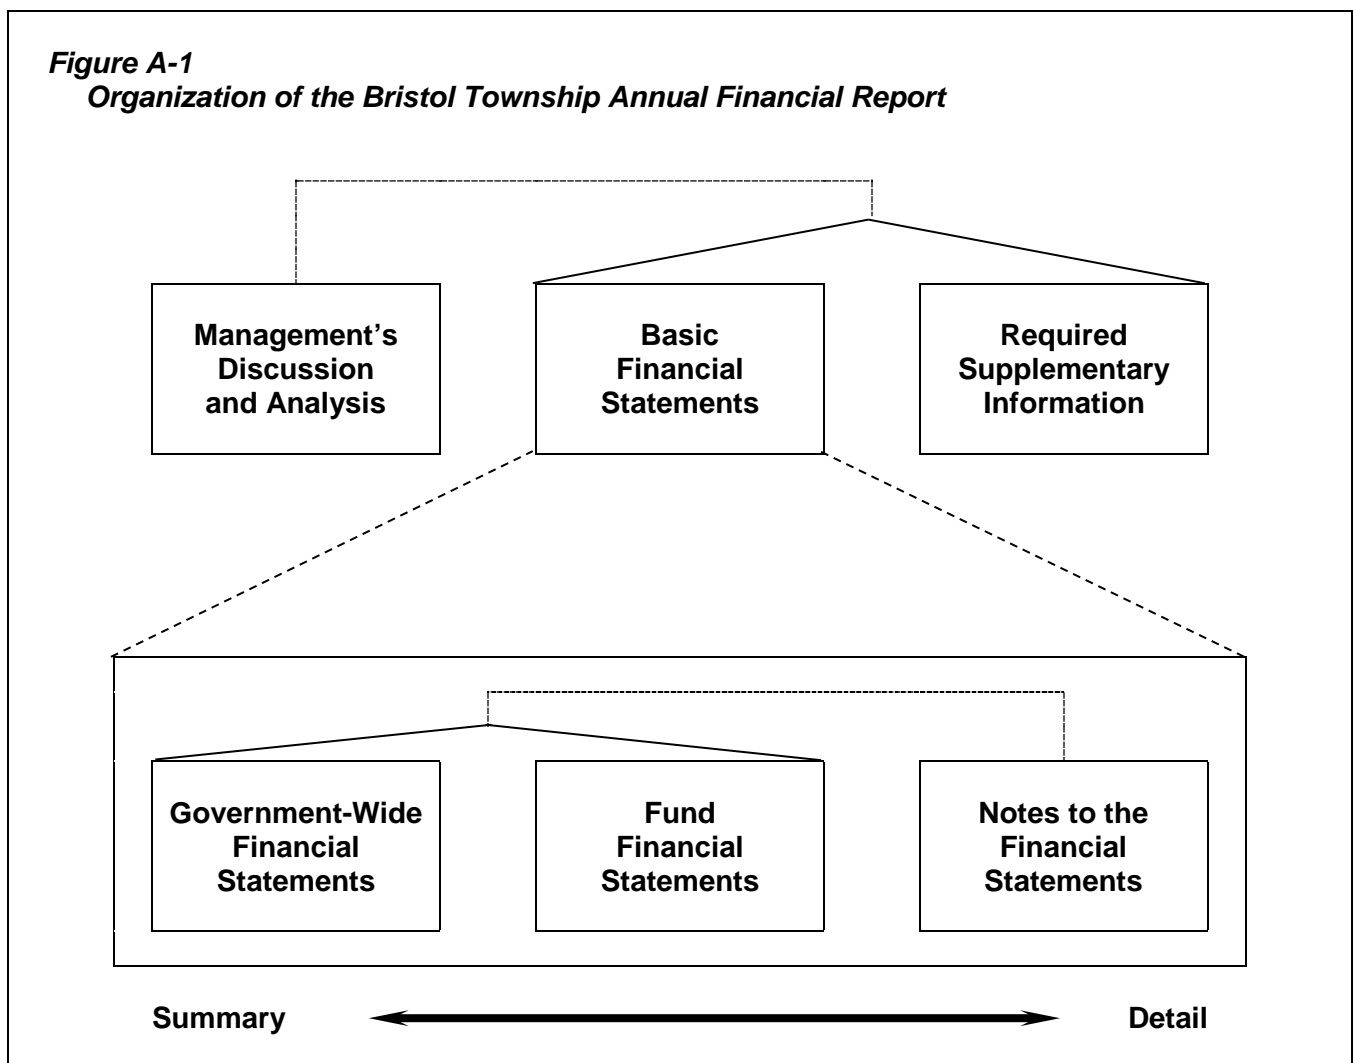 Figure A-1
Organization of the Bristol Township Annual Financial Report
Management’s
Discussion
and Analysis
Basic
Financial
Statements
Required
Supplementary
Information
Government-Wide
Financial
Statements
Fund
Financial
Statements
Notes to the
Financial
Statements
Summary
Detail